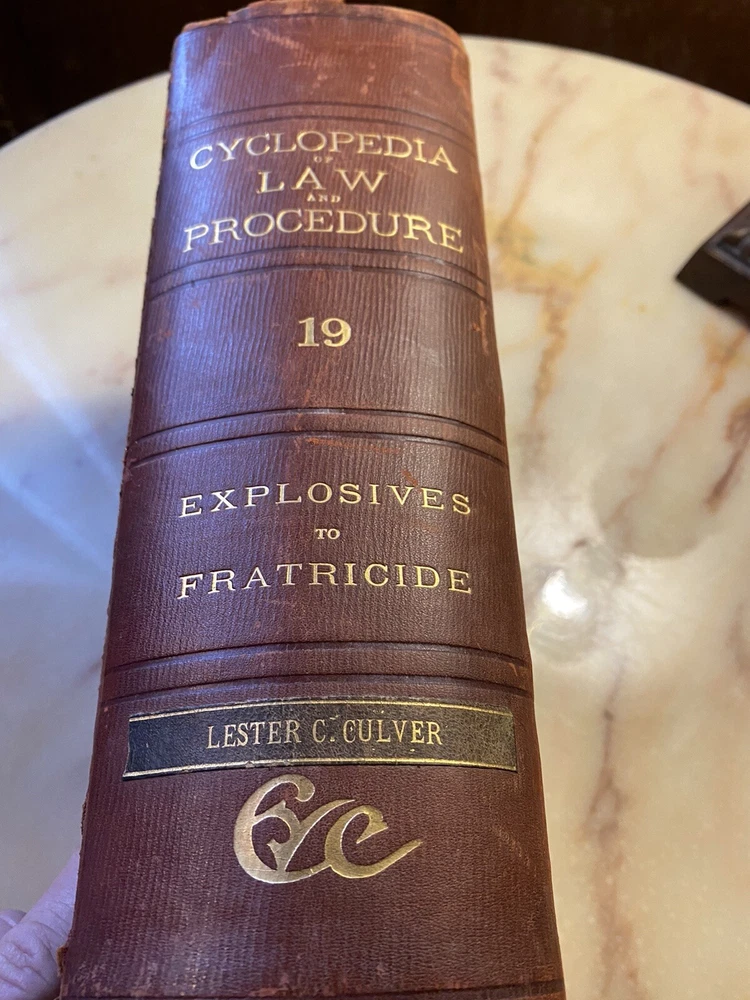 CYCLOPEDIA
OF
LAW
AND
PROCEDURE
19
EXPLOSIVES
TO
FRATRICIDE
LESTER C. CULVER
Cyc